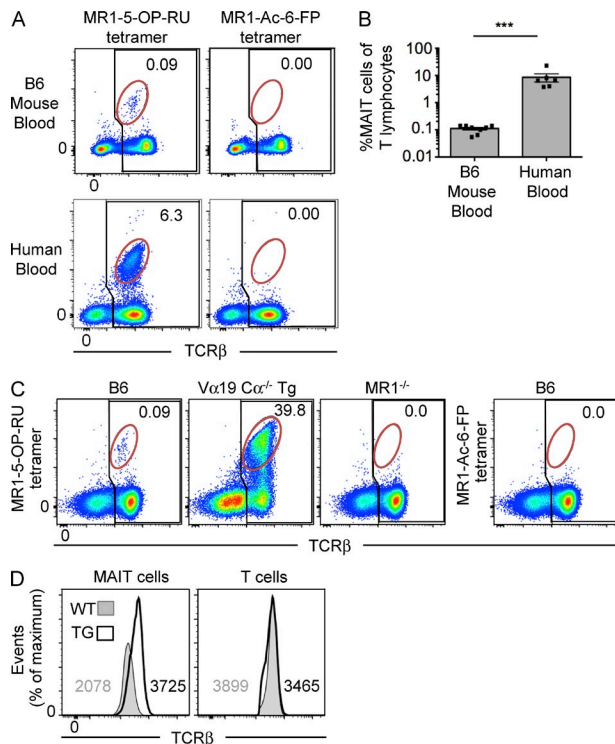 A
MR1-5-OP-RU
tetramer
MR1-Ac-6-FP
tetramer
B6
Mouse
Blood
0.09
0.00
0
0
Human
Blood
6.3
0.00
0
0
TCRβ
B
***
%MAIT cells of
T lymphocytes
100
10
1
0.1
0.01
B6
Mouse
Blood
Human
Blood
C
B6
Vα19 Cα-/- Tg
MR1-/-
B6
MR1-5-OP-RU
tetramer
0.09
39.8
0.0
MR1-Ac-6-FP
tetramer
0.0
0
0
TCRβ
D
MAIT cells
T cells
WT
TG
Events
(% of maximum)
2078
3725
3899
3465
0
0
TCRβ